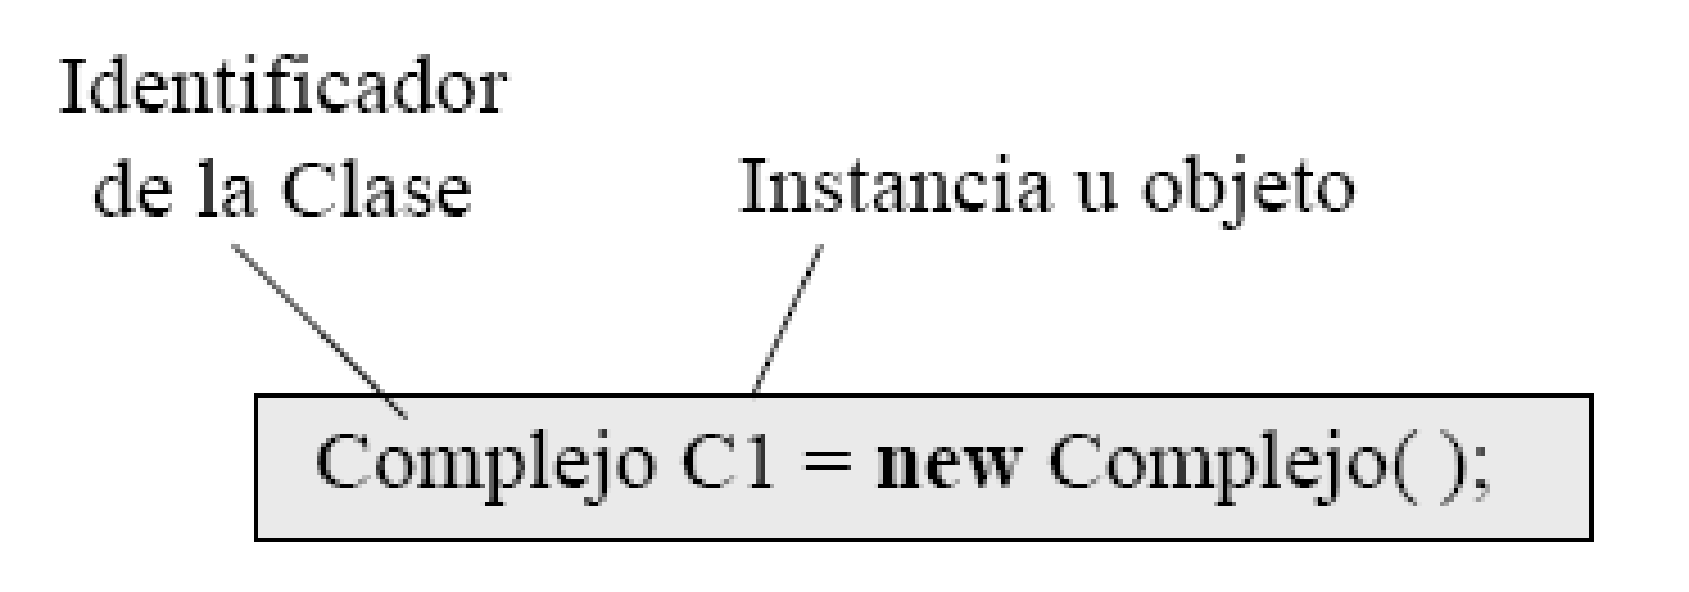 Identificador
de la Clase
Instancia u objeto
Complejo C1 = new Complejo( );